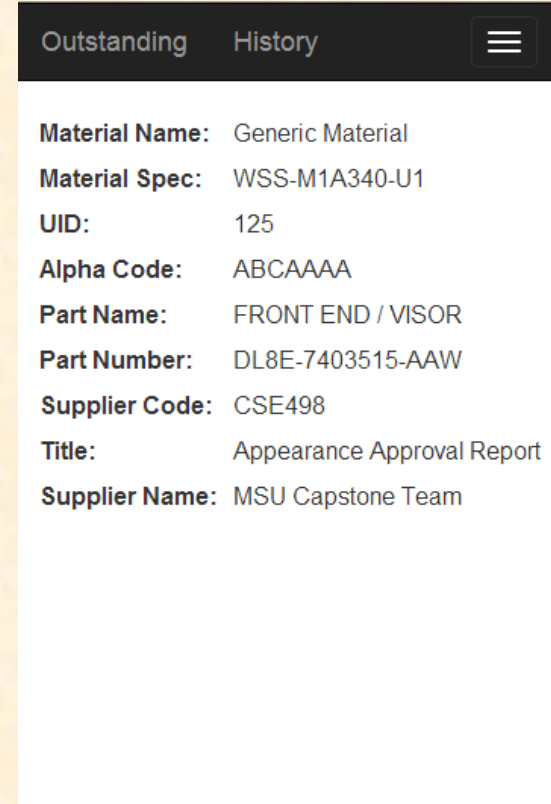 Outstanding History
Material Name: Generic Material
Material Spec: WSS-M1A340-U1
UID: 125
Alpha Code: ABCAAAA
Part Name: FRONT END / VISOR
Part Number: DL8E-7403515-AAW
Supplier Code: CSE498
Title: Appearance Approval Report
Supplier Name: MSU Capstone Team